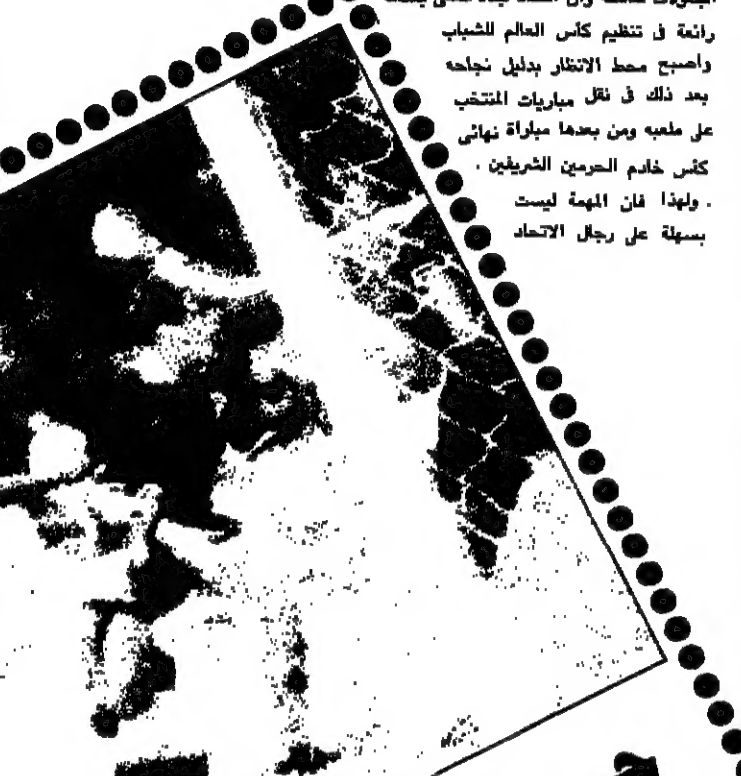 رائعة في تنظيم كأس العالم للشباب
واصبح محط الانظار بدليل نجاحه
بعد ذلك في نقل مباريات المنتخب
على ملعبه ومن بعدها مباراة نهائي
كأس خادم الحرمين الشريفين .
. ولهذا فان المهمة ليست
بسهلة على رجال الاتحاد